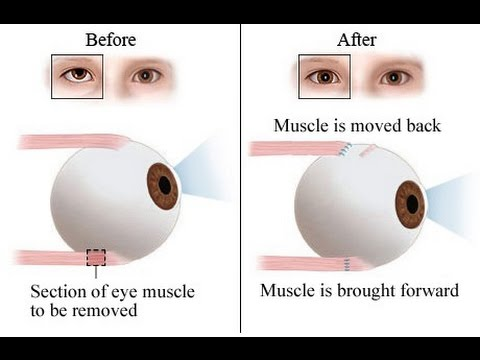 Before
Section of eye muscle
to be removed
After
Muscle is moved back
Muscle is brought forward